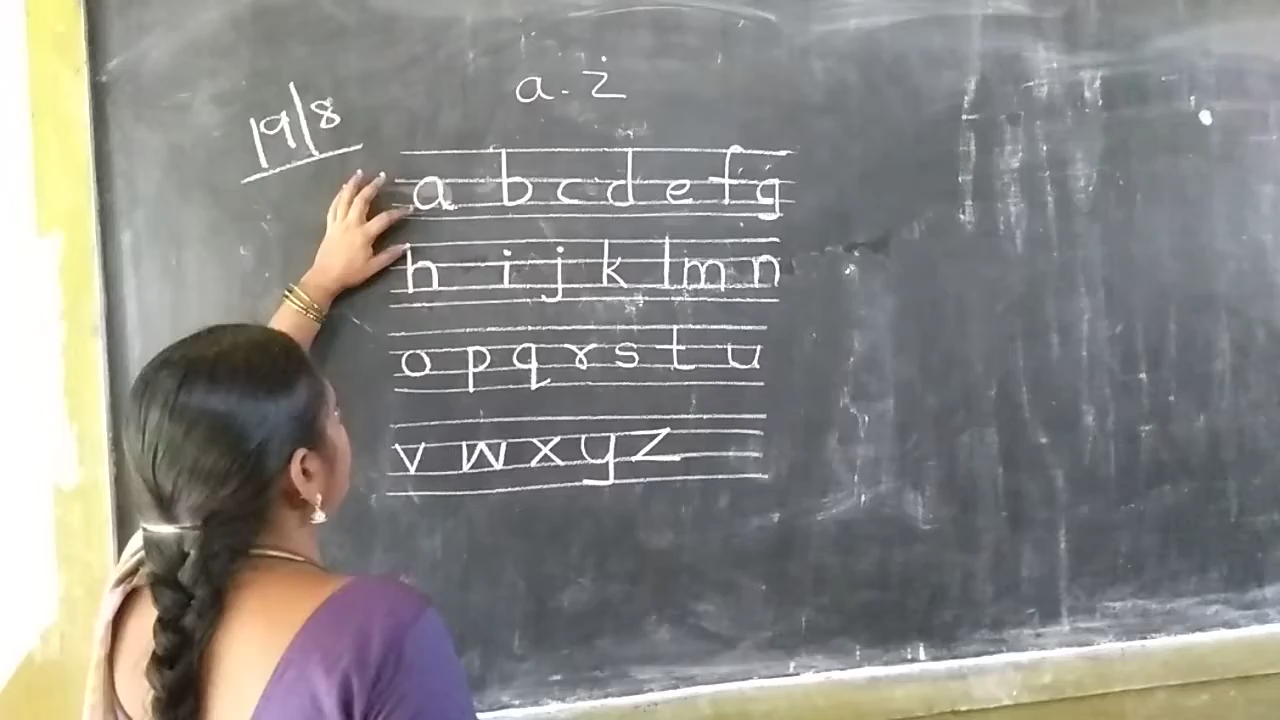 a-z
19/8
a b c d e f g
h i j k l m n
o p q r s t u
v w x y z